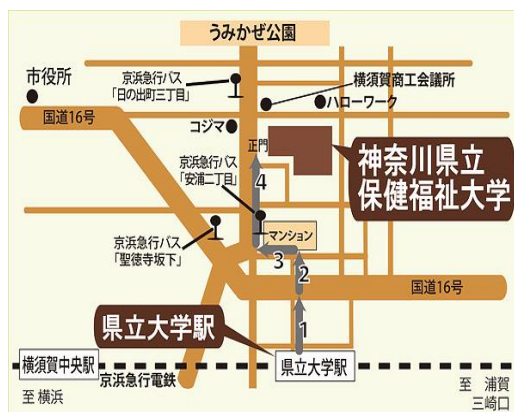 うみかぜ公園
市役所
京浜急行バス
「日の出町三丁目」
横須賀商工会議所
ハローワーク
国道16号
コジマ
正門
神奈川県立
保健福祉大学
京浜急行バス
「安浦二丁目」
4
マンション
京浜急行バス
「聖徳寺坂下」
3
2
国道16号
県立大学駅
1
横須賀中央駅
県立大学駅
至 横浜
京浜急行電鉄
至 浦賀
三崎口